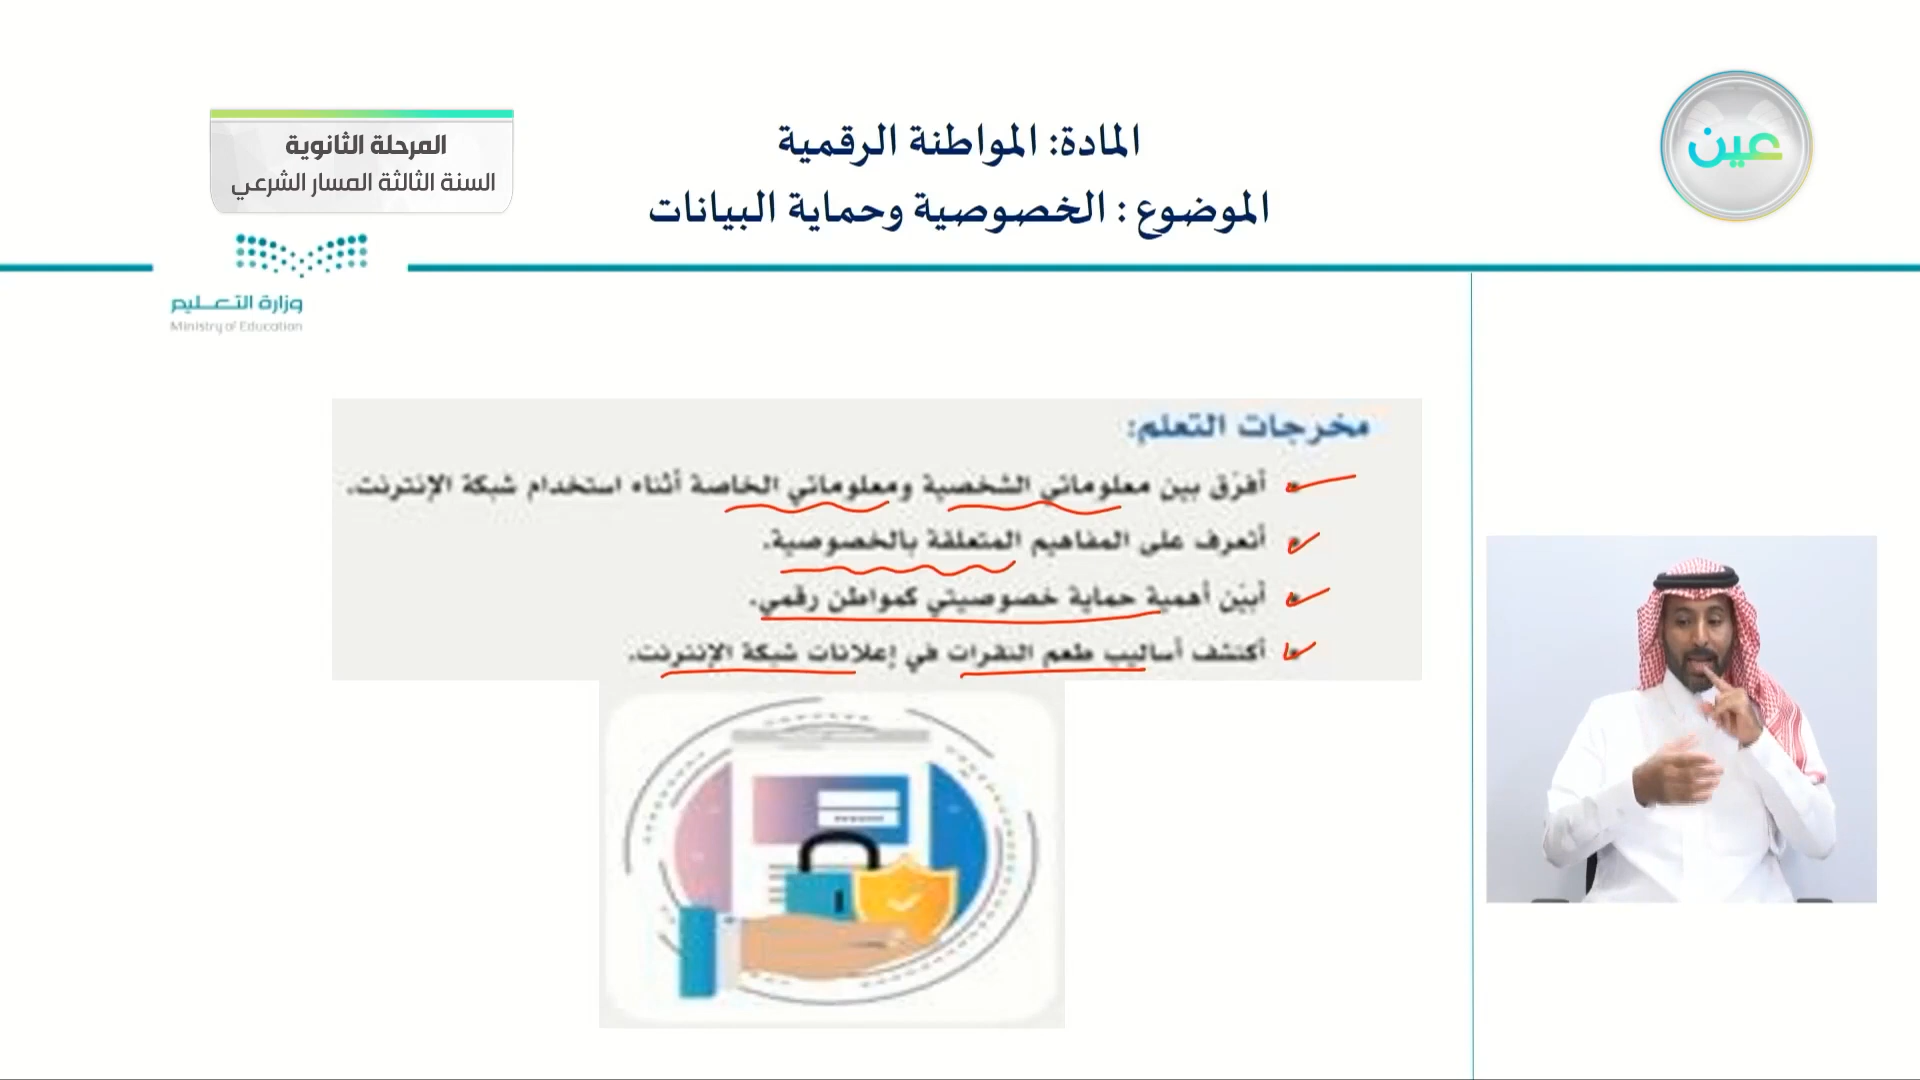 المادة: المواطنة الرقمية
الموضوع : الخصوصية وحماية البيانات
عين
المرحلة الثانوية
السنة الثالثة المسار الشرعي
وزارة التعليم
Ministry of Education
مخرجات التعلم:
أفرّق بين معلوماتي الشخصية ومعلوماتي الخاصة أثناء استخدام شبكة الإنترنت.
أتعرف على المفاهيم المتعلقة بالخصوصية.
أبيّن أهمية حماية خصوصيتي كمواطن رقمي.
أكتشف أساليب طعم النقرات في إعلانات شبكة الإنترنت.